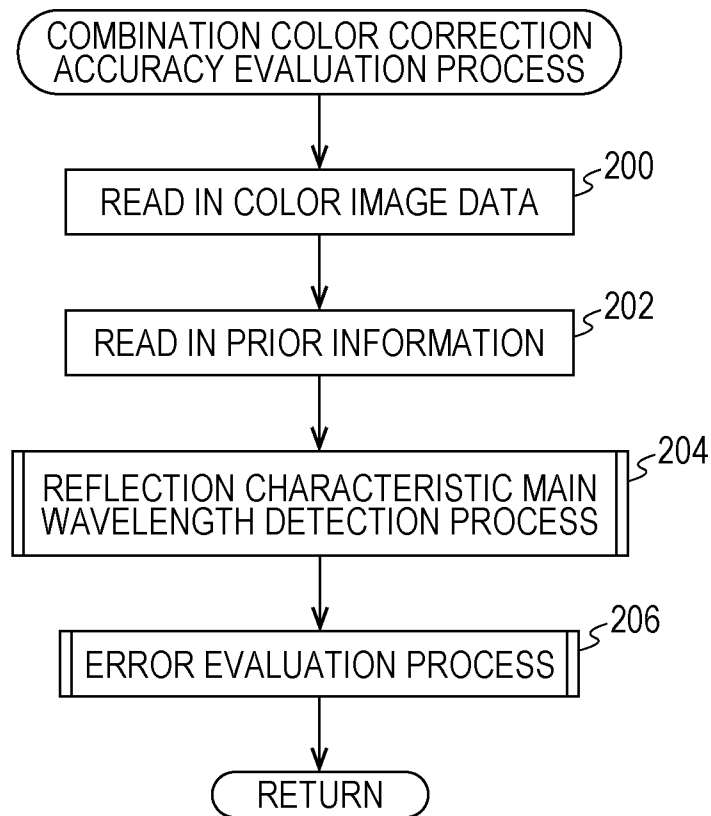 COMBINATION COLOR CORRECTION
ACCURACY EVALUATION PROCESS
200
READ IN COLOR IMAGE DATA
202
READ IN PRIOR INFORMATION
204
REFLECTION CHARACTERISTIC MAIN
WAVELENGTH DETECTION PROCESS
206
ERROR EVALUATION PROCESS
RETURN